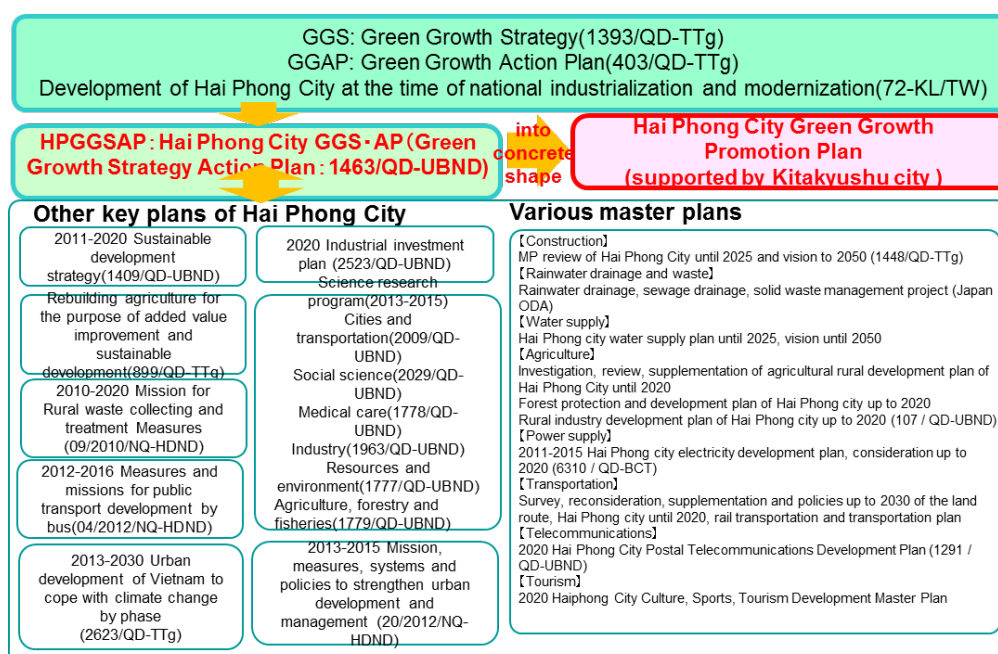 GGS: Green Growth Strategy(1393/QD-TTg)
GGAP: Green Growth Action Plan(403/QD-TTg)
Development of Hai Phong City at the time of national industrialization and modernization(72-KL/TW)
HPGGSAP：Hai Phong City GGS・AP（Green
Growth Strategy Action Plan：1463/QD-UBND)
into
concrete
shape
Hai Phong City Green Growth
Promotion Plan
(supported by Kitakyushu city )
Other key plans of Hai Phong City
2011-2020 Sustainable
development
strategy(1409/QD-UBND)
Rebuilding agriculture for
the purpose of added value
improvement and
sustainable
development(899/QD-TTg)
2010-2020 Mission for
Rural waste collecting and
treatment Measures
(09/2010/NQ-HDND)
2012-2016 Measures and
missions for public
transport development by
bus(04/2012/NQ-HDND)
2013-2030 Urban
development of Vietnam to
cope with climate change
by phase
(2623/QD-TTg)
2020 Industrial investment
plan (2523/QD-UBND)
Science research
program(2013-2015)
Cities and
transportation(2009/QD-
UBND)
Social science(2029/QD-
UBND)
Medical care(1778/QD-
UBND)
Industry(1963/QD-UBND)
Resources and
environment(1777/QD-UBND)
Agriculture, forestry and
fisheries(1779/QD-UBND)
2013-2015 Mission,
measures, systems and
policies to strengthen urban
development and
management (20/2012/NQ-
HDND)
Various master plans
【Construction】
MP review of Hai Phong City until 2025 and vision to 2050 (1448/QD-TTg)
【Rainwater drainage and waste】
Rainwater drainage, sewage drainage, solid waste management project (Japan
ODA)
【Water supply】
Hai Phong city water supply plan until 2025, vision until 2050
【Agriculture】
Investigation, review, supplementation of agricultural rural development plan of
Hai Phong City until 2020
Forest protection and development plan of Hai Phong city up to 2020
Rural industry development plan of Hai Phong city up to 2020 (107 / QD-UBND)
【Power supply】
2011-2015 Hai Phong city electricity development plan, consideration up to
2020 (6310 / QD-BCT)
【Transportation】
Survey, reconsideration, supplementation and policies up to 2030 of the land
route, Hai Phong city until 2020, rail transportation and transportation plan
【Telecommunications】
2020 Hai Phong City Postal Telecommunications Development Plan (1291 /
QD-UBND)
【Tourism】
2020 Haiphong City Culture, Sports, Tourism Development Master Plan